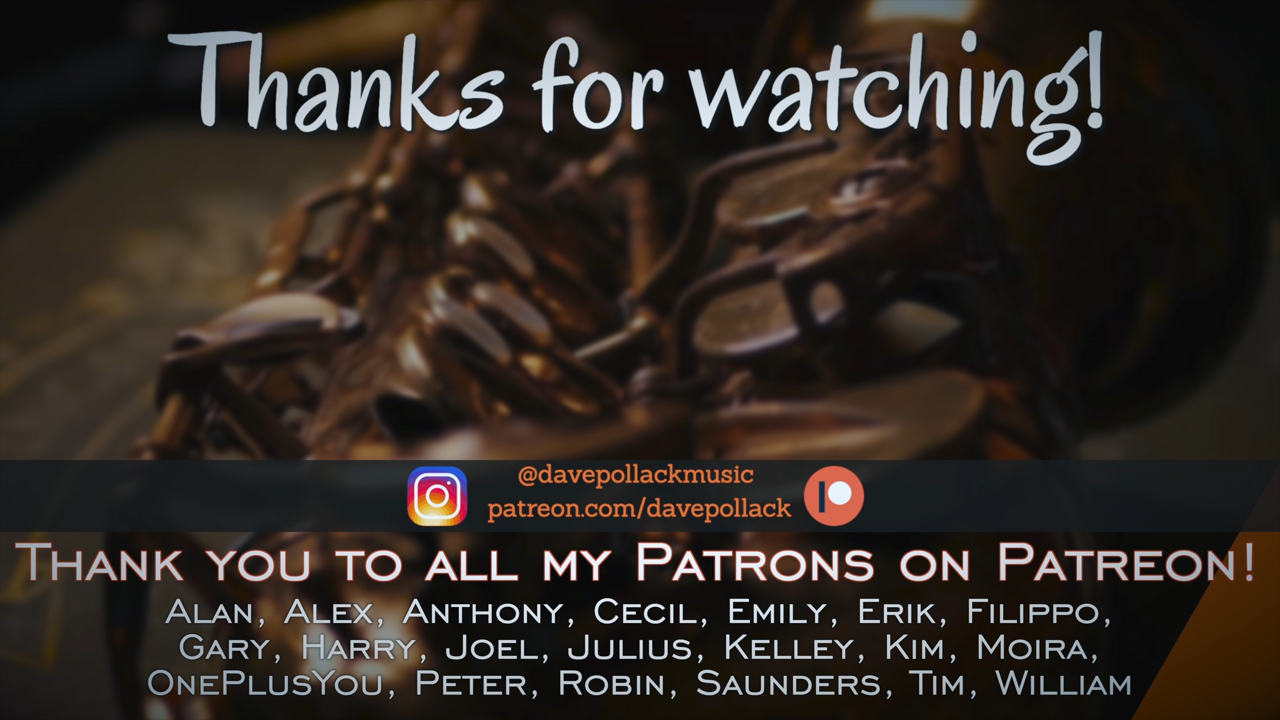 Thanks for watching!
@davepollackmusic
patreon.com/davepollack
Thank you to all my Patrons on Patreon!
Alan, Alex, Anthony, Cecil, Emily, Erik, Filippo,
Gary, Harry, Joel, Julius, Kelley, Kim, Moira,
OnePlusYou, Peter, Robin, Saunders, Tim, William